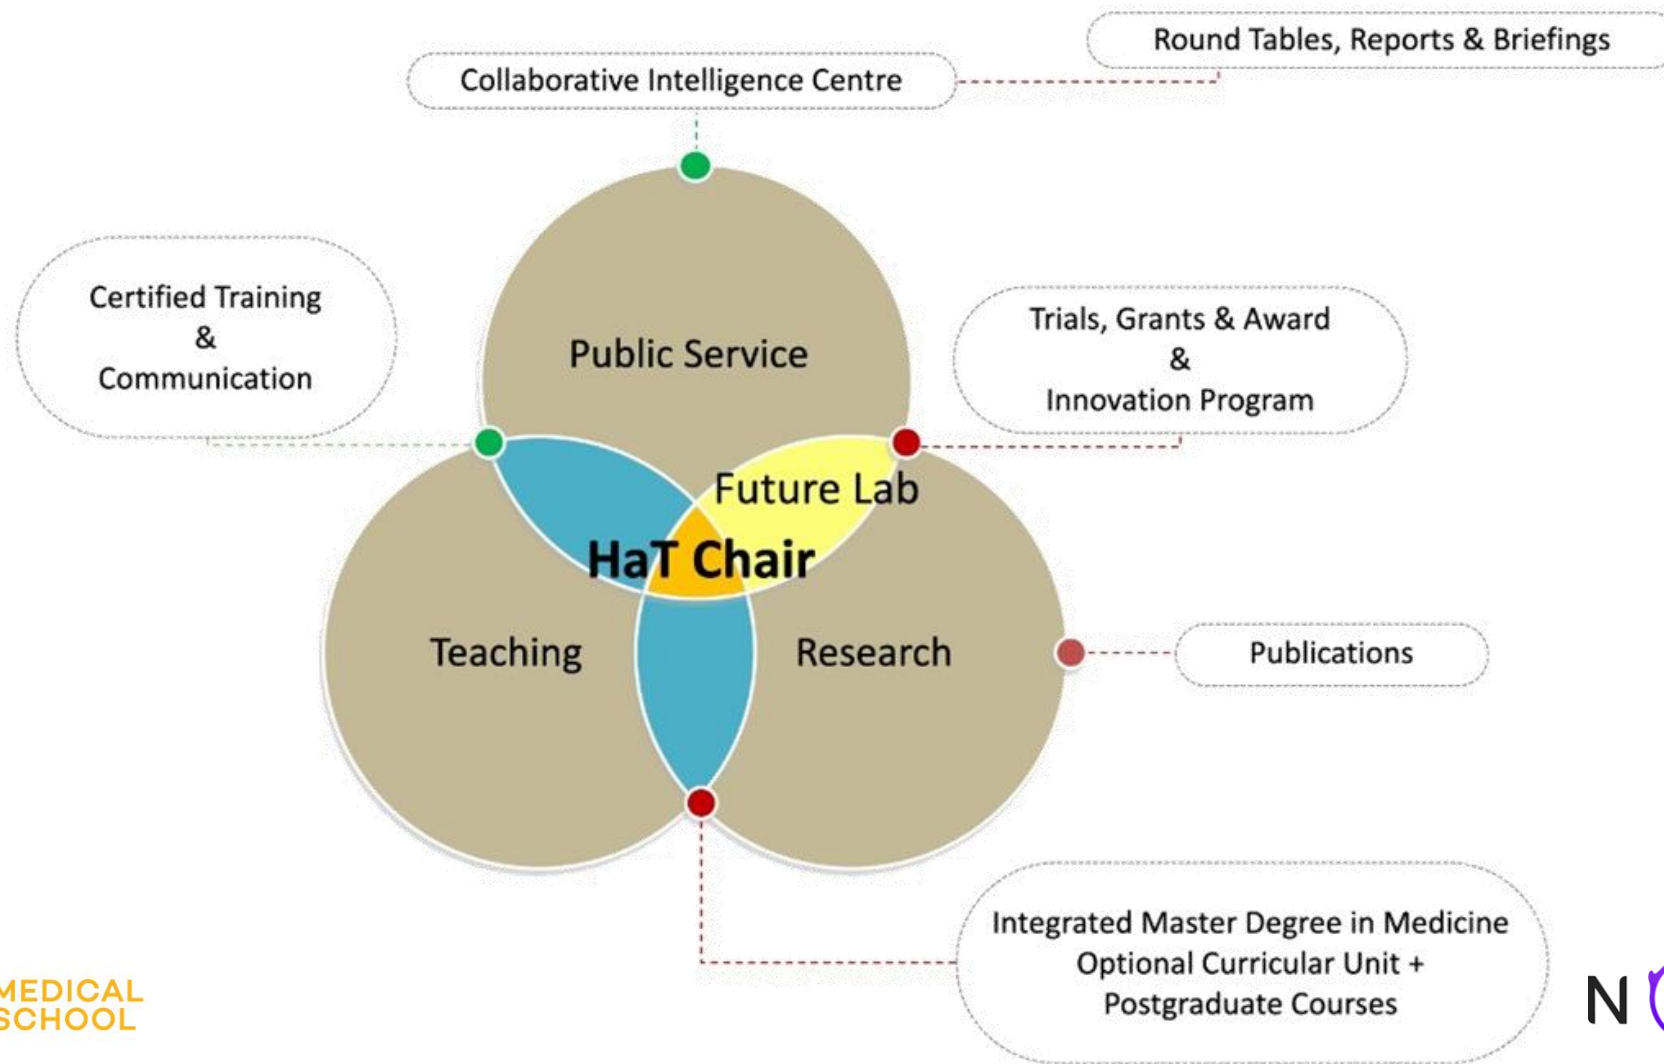 Round Tables, Reports & Briefings
Collaborative Intelligence Centre
Certified Training
&
Communication
Public Service
Trials, Grants & Award
&
Innovation Program
Future Lab
HaT Chair
Teaching
Research
Publications
Integrated Master Degree in Medicine
Optional Curricular Unit +
Postgraduate Courses
MEDICAL
SCHOOL
N